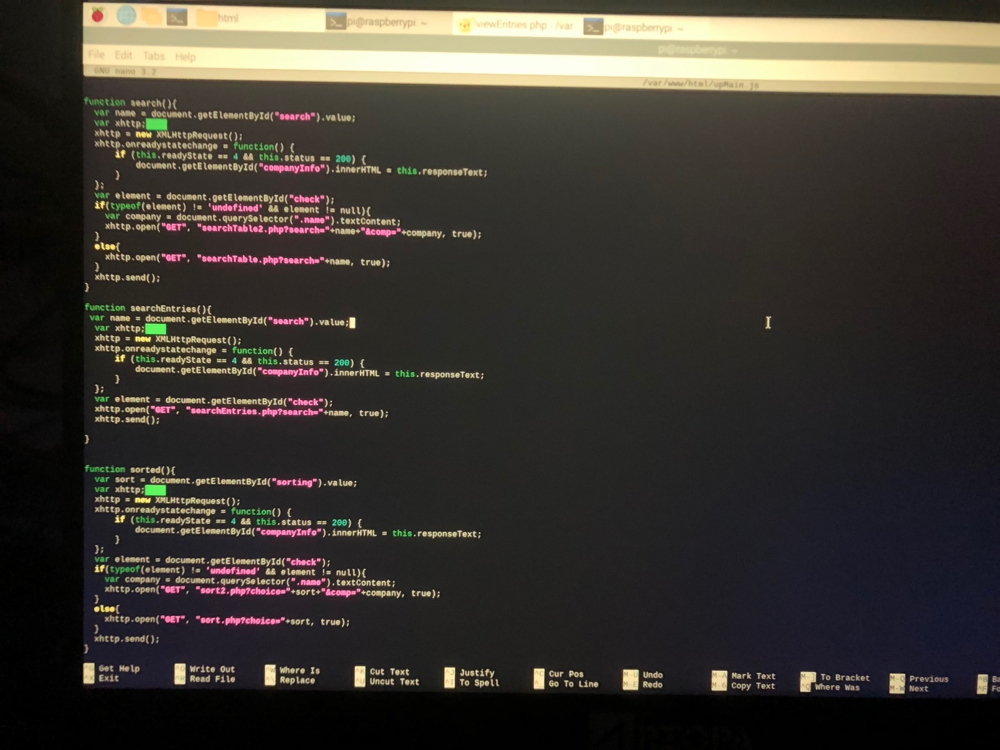 html
pi@raspberrypi: ~
viewEntries.php - /var
pi@raspberrypi: ~
pi@raspberrypi: ~
File Edit Tabs Help
GNU nano 3.2
/var/www/html/upMain.js
function search(){
var name = document.getElementById("search").value;
var xhttp;
xhttp = new XMLHttpRequest();
xhttp.onreadystatechange = function() {
if (this.readyState == 4 && this.status == 200) {
document.getElementById("companyInfo").innerHTML = this.responseText;
}
};
var element = document.getElementById("check");
if(typeof(element) != 'undefined' && element != null){
var company = document.querySelector(".name").textContent;
xhttp.open("GET", "searchTable2.php?search="+name+"&comp="+company, true);
}
else{
xhttp.open("GET", "searchTable.php?search="+name, true);
}
xhttp.send();
}
function searchEntries(){
var name = document.getElementById("search").value;
var xhttp;
xhttp = new XMLHttpRequest();
xhttp.onreadystatechange = function() {
if (this.readyState == 4 && this.status == 200) {
document.getElementById("companyInfo").innerHTML = this.responseText;
}
};
var element = document.getElementById("check");
xhttp.open("GET", "searchEntries.php?search="+name, true);
xhttp.send();
}
function sorted(){
var sort = document.getElementById("sorting").value;
var xhttp;
xhttp = new XMLHttpRequest();
xhttp.onreadystatechange = function() {
if (this.readyState == 4 && this.status == 200) {
document.getElementById("companyInfo").innerHTML = this.responseText;
}
};
var element = document.getElementById("check");
if(typeof(element) != 'undefined' && element != null){
var company = document.querySelector(".name").textContent;
xhttp.open("GET", "sort2.php?choice="+sort+"&comp="+company, true);
}
else{
xhttp.open("GET", "sort.php?choice="+sort, true);
}
xhttp.send();
}
^G Get Help ^O Write Out ^W Where Is ^K Cut Text ^J Justify ^C Cur Pos M-U Undo M-A Mark Text M-] To Bracket M-Q Previous ^B Ba
^X Exit ^R Read File ^\ Replace ^U Uncut Text ^T To Spell ^_ Go To Line M-E Redo M-6 Copy Text ^Q Where Was M-W Next ^F Fo